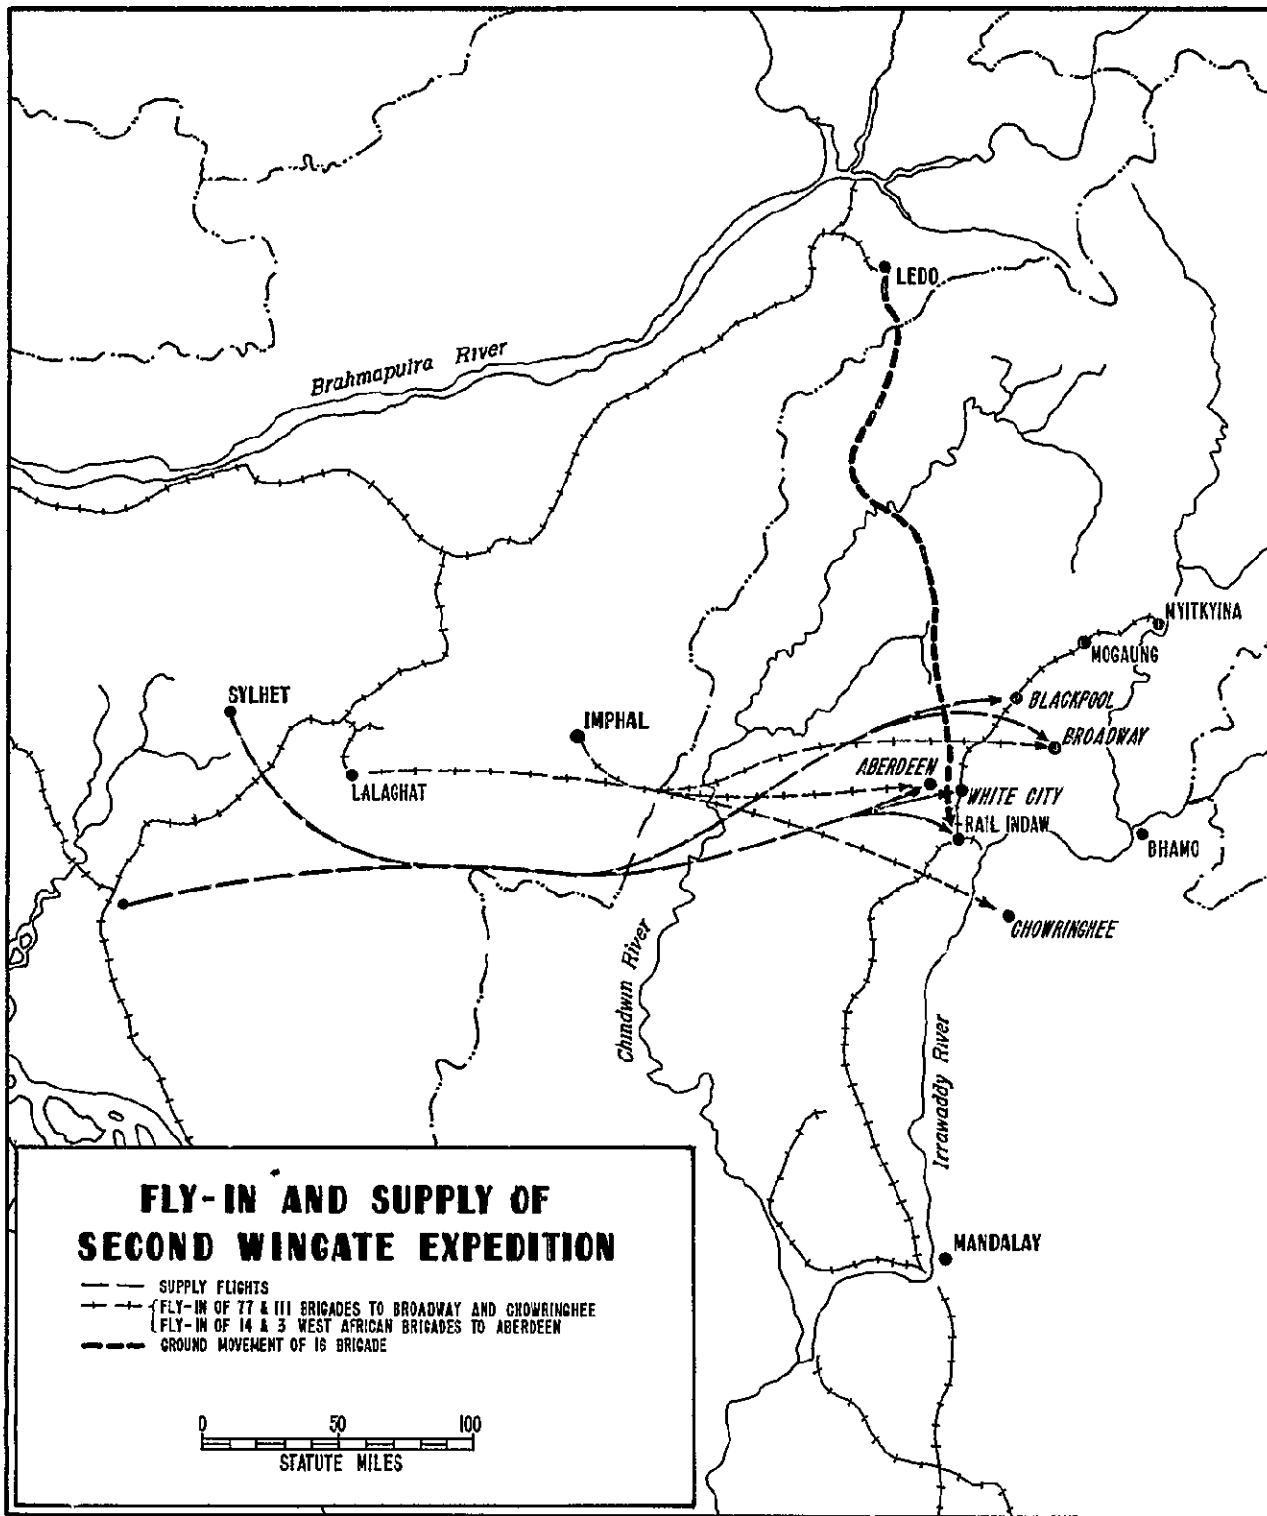 LEDO
Brahmaputra River
MYITKYINA
MOGAUNG
SYLHET
BLACKPOOL
IMPHAL
BROADWAY
ABERDEEN
LALAGHAT
WHITE CITY
RAIL INDAW
BHAMO
CHOWRINGHEE
Chindwin River
Irrawaddy River
MANDALAY
FLY-IN AND SUPPLY OF
SECOND WINGATE EXPEDITION
SUPPLY FLIGHTS
FLY-IN OF 77 & 111 BRIGADES TO BROADWAY AND CHOWRINGHEE
FLY-IN OF 14 & 3 WEST AFRICAN BRIGADES TO ABERDEEN
GROUND MOVEMENT OF 16 BRIGADE
0 50 100
STATUTE MILES